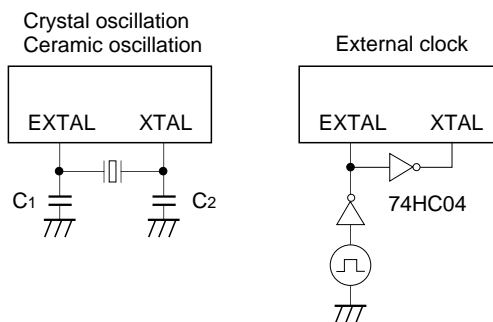 Crystal oscillation
Ceramic oscillation
EXTAL XTAL
C1 C2
External clock
EXTAL XTAL
74HC04